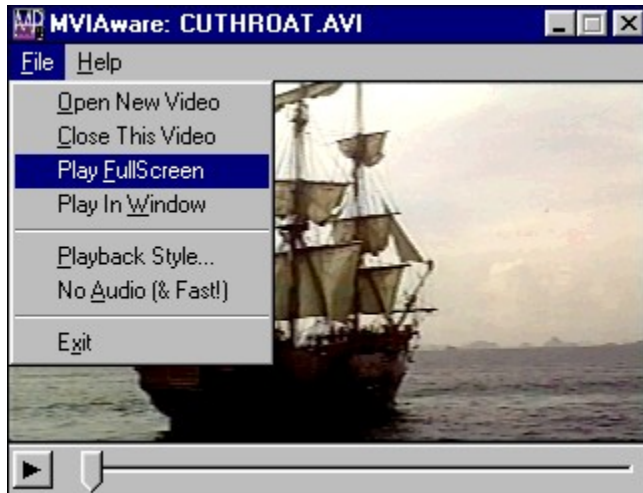 MVIAware: CUTHROAT.AVI
File Help
Open New Video
Close This Video
Play FullScreen
Play In Window
Playback Style...
No Audio (& Fast!)
Exit